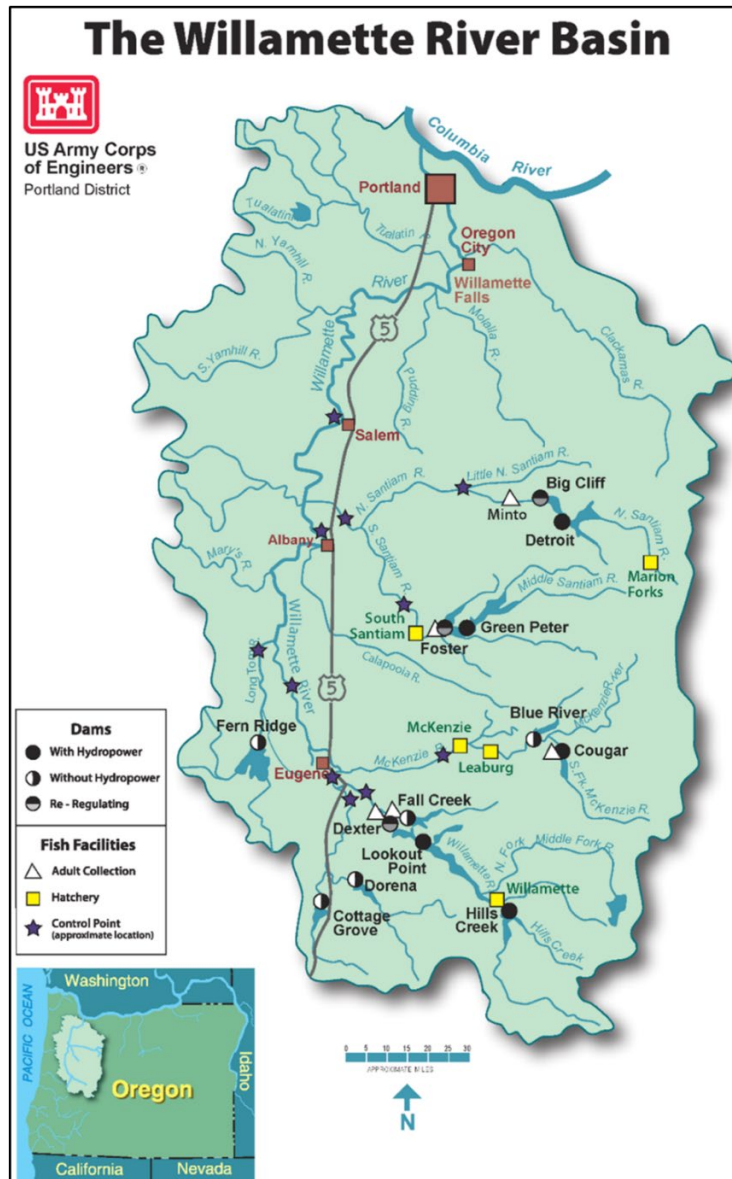 The Willamette River Basin
US Army Corps
of Engineers ®
Portland District
Columbia River
Portland
Tualatin
Tualatin R.
Oregon
City
N. Yamhill R.
Willamette
Falls
River
5
Molalla R.
Clackamas R.
S. Yamhill R.
Willamette
Pudding R.
Salem
Little N. Santiam R.
Big Cliff
N. Santiam R.
Minto
N. Santiam R.
Detroit
S. Santiam R.
Albany
Mary's R.
Marion
Forks
Middle Santiam R.
South
Santiam
Green Peter
Foster
Calapooia R.
Long Tom R.
Willamette River
5
Blue River
McKenzie River
Fern Ridge
McKenzie
Cougar
McKenzie R.
Leaburg
S. Fk. McKenzie R.
Eugene
Fall Creek
Dexter
Lookout
Point
N. Fork Middle Fork R.
Willamette R.
Willamette
Dorena
Hills
Creek
Cottage
Grove
Hills Creek
Dams
With Hydropower
Without Hydropower
Re - Regulating
Fish Facilities
Adult Collection
Hatchery
Control Point
(approximate location)
Washington
PACIFIC OCEAN
Oregon
Idaho
California
Nevada
0 5 10 15 20 25 30
APPROXIMATE MILES
N